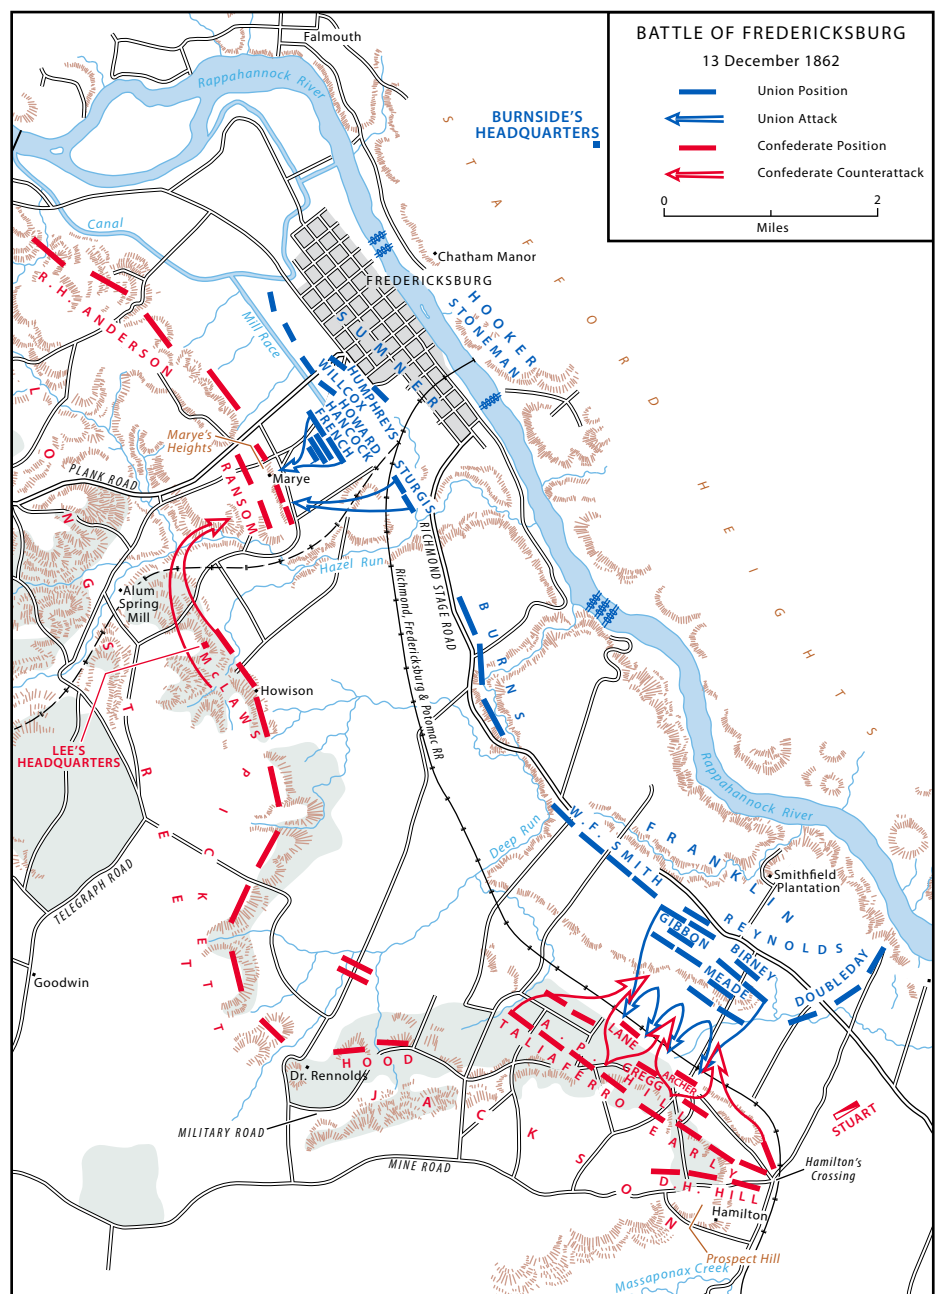 BATTLE OF FREDERICKSBURG
13 December 1862
Union Position
Union Attack
Confederate Position
Confederate Counterattack
0
2
Miles
Falmouth
Rappahannock River
BURNSIDE'S
HEADQUARTERS
STAFFORD HEIGHTS
Canal
Chatham Manor
FREDERICKSBURG
HOOKER
STONEMAN
SUMNER
R.H. ANDERSON
Mill Race
HUMPHREYS
WILLCOX
HOWARD
HANCOCK
FRENCH
STURGIS
Marye's
Heights
Marye
PLANK ROAD
RANSOM
LONGSTREET
Hazel Run
RICHMOND STAGE ROAD
Richmond, Fredericksburg & Potomac RR
Alum
Spring
Mill
BURNS
McLAWS
Howison
LEE'S
HEADQUARTERS
PICKETT
Rappahannock River
Deep Run
W.F. SMITH
FRANKLIN
Smithfield
Plantation
TELEGRAPH ROAD
REYNOLDS
GIBBON
BIRNEY
MEADE
DOUBLEDAY
Goodwin
A.P. HILL
LANE
TALIAFERRO
GREGG
ARCHER
HOOD
Dr. Rennolds
JACKSON
STUART
MILITARY ROAD
EARLY
MINE ROAD
Hamilton's
Crossing
D.H. HILL
Hamilton
Prospect Hill
Massaponax Creek